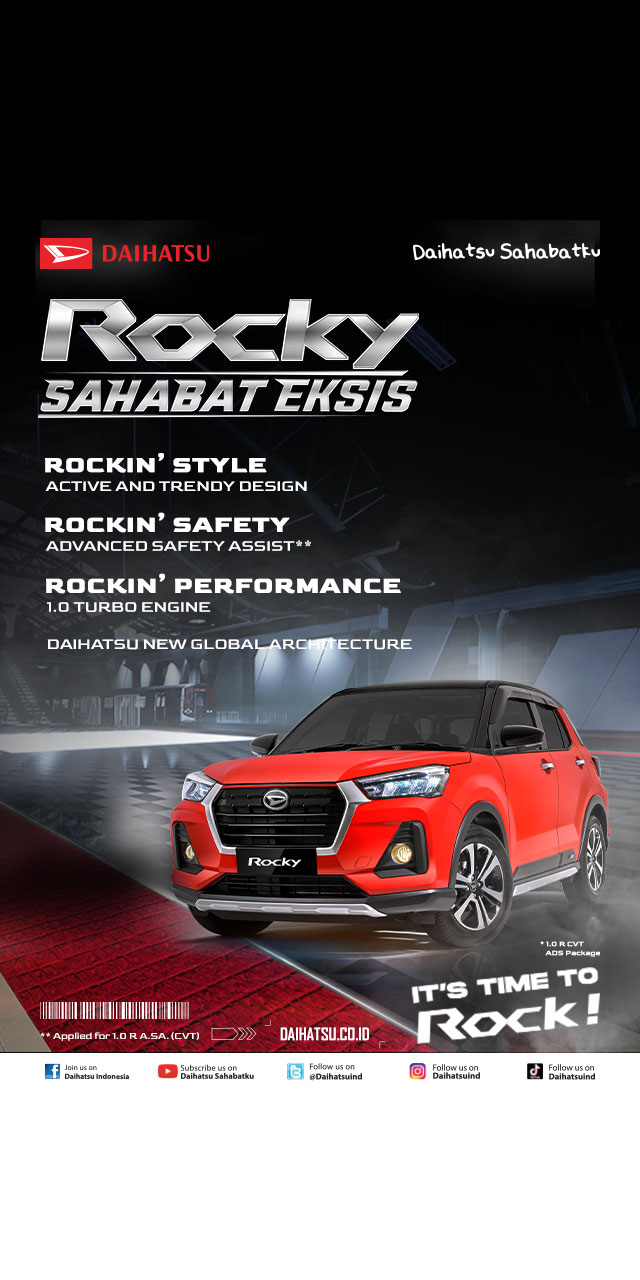 DAIHATSU
Daihatsu Sahabatku
Rocky
SAHABAT EKSIS
ROCKIN' STYLE
ACTIVE AND TRENDY DESIGN
ROCKIN' SAFETY
ADVANCED SAFETY ASSIST**
ROCKIN' PERFORMANCE
1.0 TURBO ENGINE
DAIHATSU NEW GLOBAL ARCHITECTURE
Rocky
* 1.0 R CVT
ADS Package
IT'S TIME TO
Rock!
** Applied for 1.0 R A.SA. (CVT)
DAIHATSU.CO.ID
Join us on
Daihatsu Indonesia
Subscribe us on
Daihatsu Sahabatku
Follow us on
@Daihatsuind
Follow us on
Daihatsuind
Follow us on
Daihatsuind